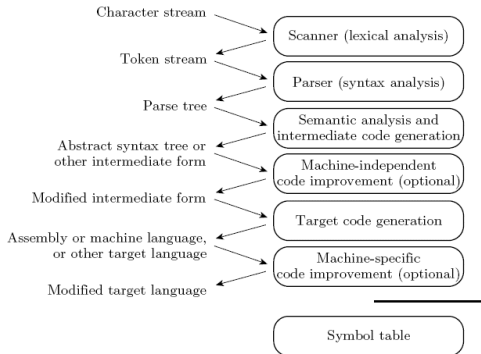 Character stream
Scanner (lexical analysis)
Token stream
Parser (syntax analysis)
Parse tree
Semantic analysis and
intermediate code generation
Abstract syntax tree or
other intermediate form
Machine-independent
code improvement (optional)
Modified intermediate form
Target code generation
Assembly or machine language,
or other target language
Machine-specific
code improvement (optional)
Modified target language
Symbol table